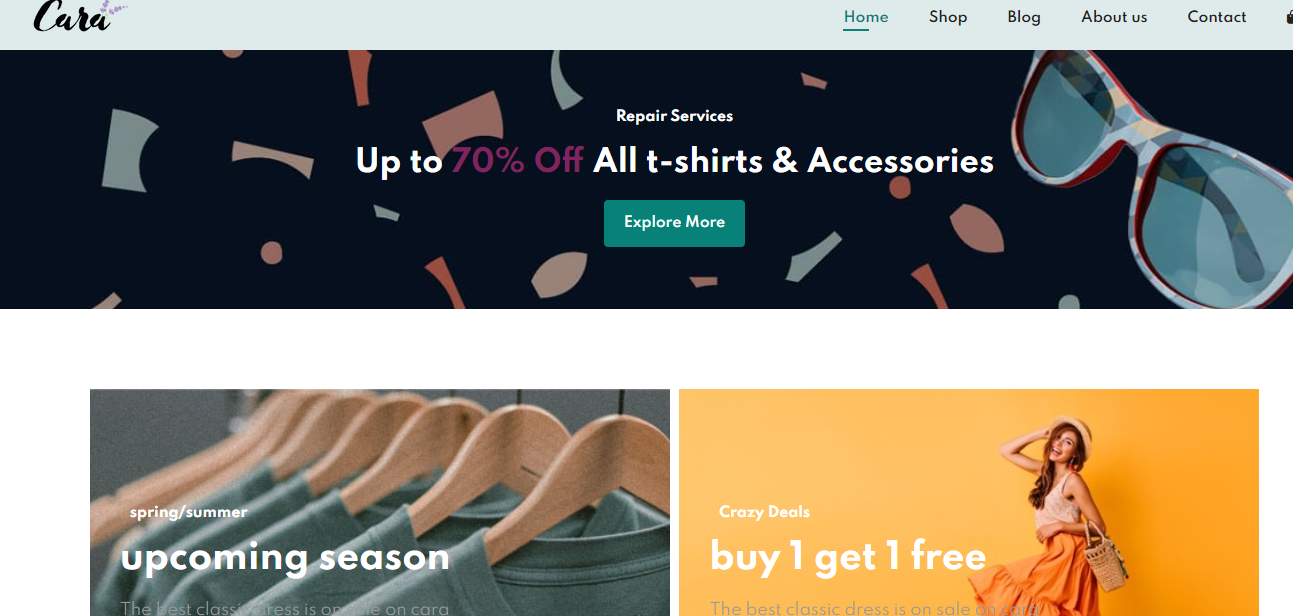 Cara
Home Shop Blog About us Contact
Repair Services
Up to 70% Off All t-shirts & Accessories
Explore More
spring/summer
upcoming season
The best classic dress is on sale on cara
Crazy Deals
buy 1 get 1 free
The best classic dress is on sale on cara